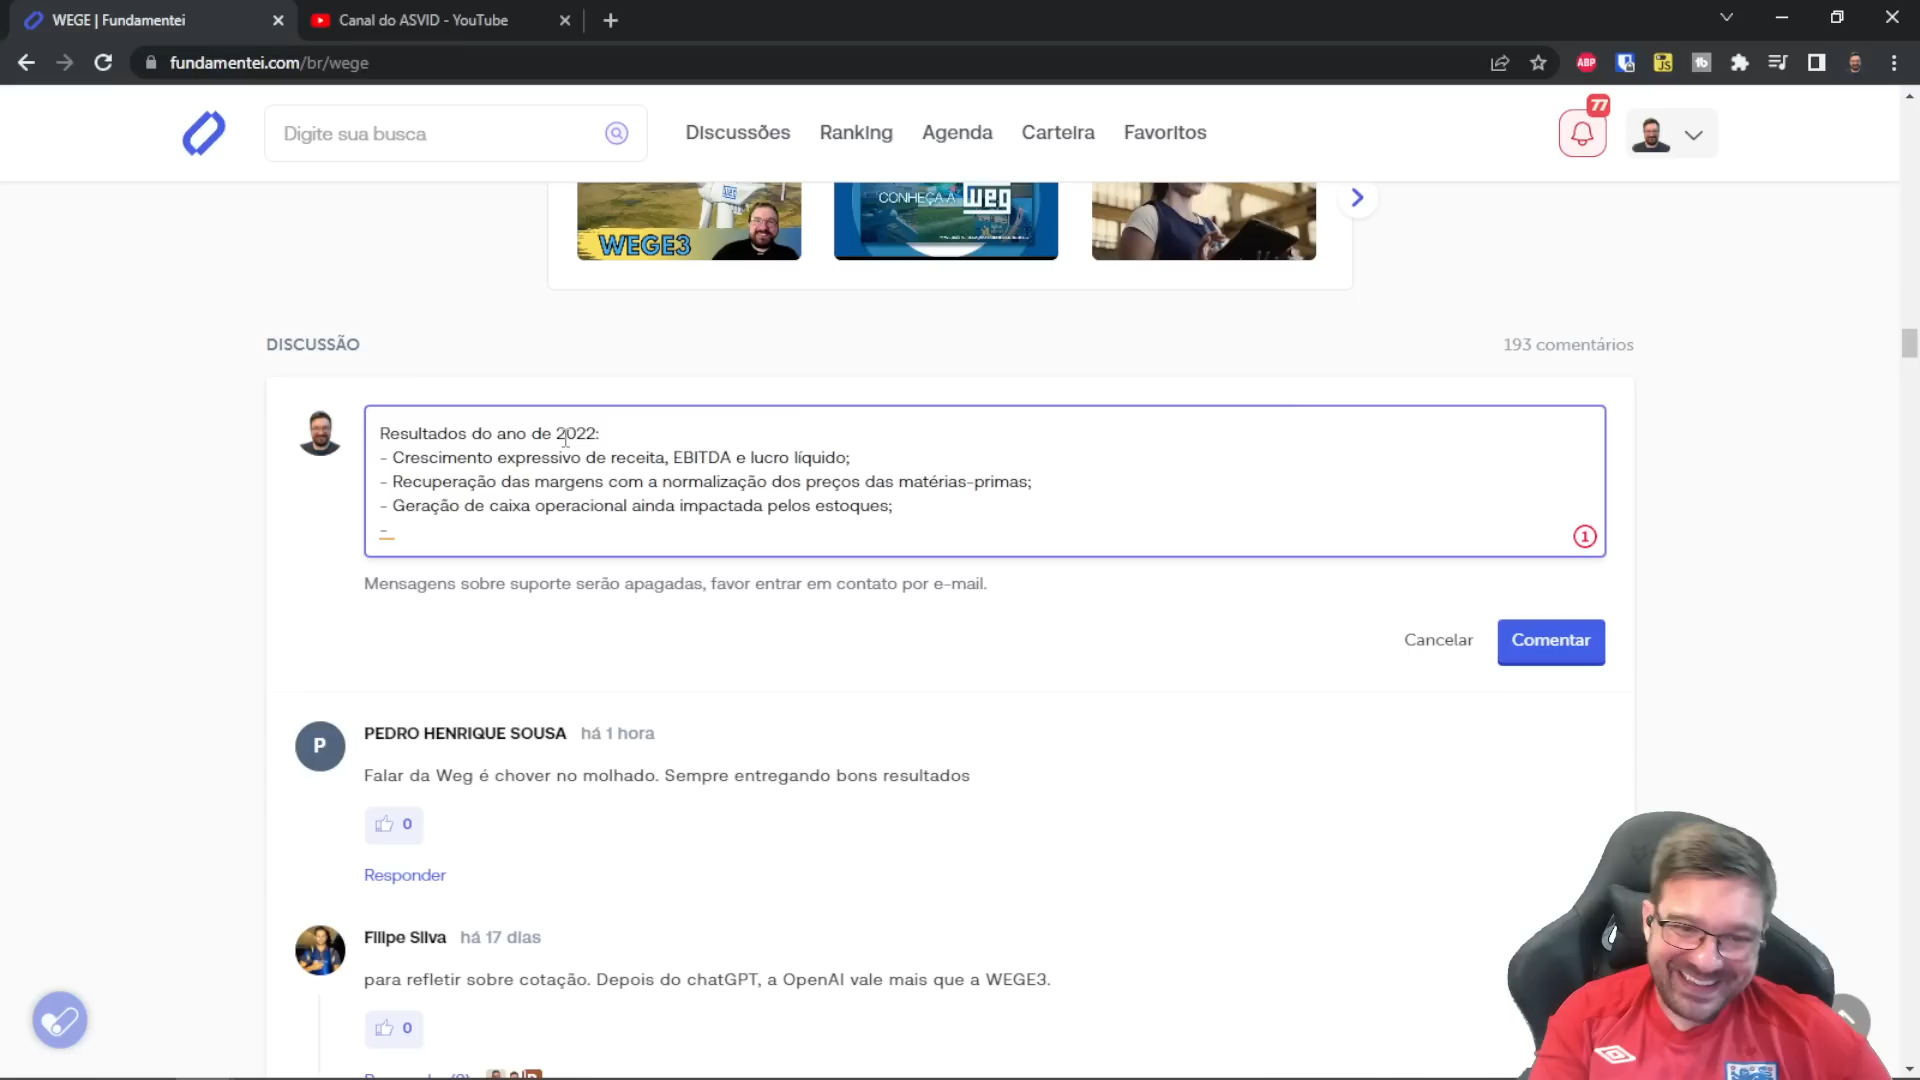 WEGE | Fundamentei
Canal do ASVID - YouTube
fundamentei.com/br/wege
ABP
JS
tb
Digite sua busca
Discussões
Ranking
Agenda
Carteira
Favoritos
77
WEGE3
CONHEÇA A weg
DISCUSSÃO
193 comentários
Resultados do ano de 2022:
- Crescimento expressivo de receita, EBITDA e lucro líquido;
- Recuperação das margens com a normalização dos preços das matérias-primas;
- Geração de caixa operacional ainda impactada pelos estoques;
-
1
Mensagens sobre suporte serão apagadas, favor entrar em contato por e-mail.
Cancelar
Comentar
P
PEDRO HENRIQUE SOUSA há 1 hora
Falar da Weg é chover no molhado. Sempre entregando bons resultados
0
Responder
Filipe Silva há 17 dias
para refletir sobre cotação. Depois do chatGPT, a OpenAI vale mais que a WEGE3.
0